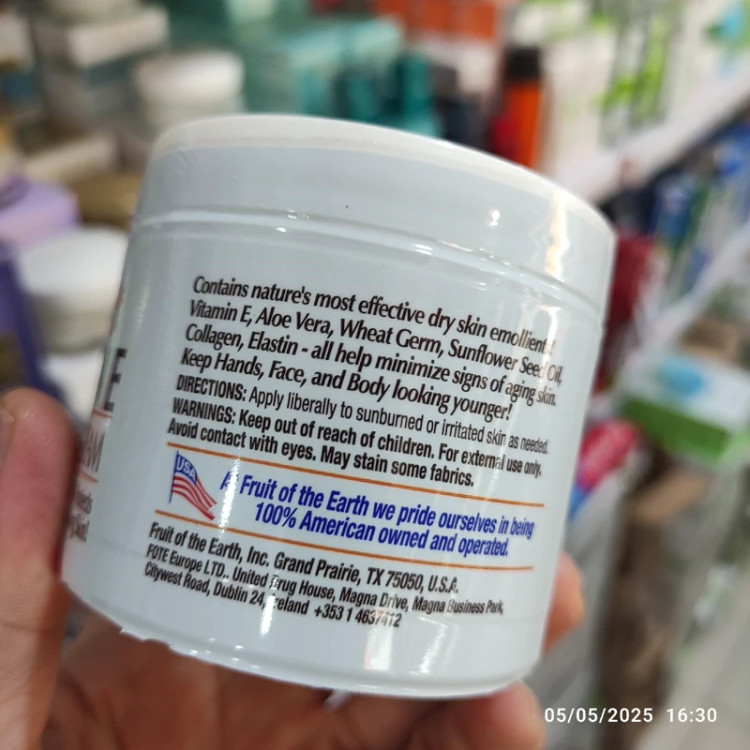 Contains nature's most effective dry skin emollients!
Vitamin E, Aloe Vera, Wheat Germ, Sunflower Seed Oil,
Collagen, Elastin - all help minimize signs of aging skin.
Keep Hands, Face, and Body looking younger!
DIRECTIONS: Apply liberally to sunburned or irritated skin as needed.
WARNINGS: Keep out of reach of children. For external use only.
Avoid contact with eyes. May stain some fabrics.
USA
At Fruit of the Earth we pride ourselves in being
100% American owned and operated.
Fruit of the Earth, Inc. Grand Prairie, TX 75050, U.S.A.
FOTE Europe LTD., United Drug House, Magna Drive, Magna Business Park,
Citywest Road, Dublin 24, Ireland +353 1 4637412
05/05/2025 16:30